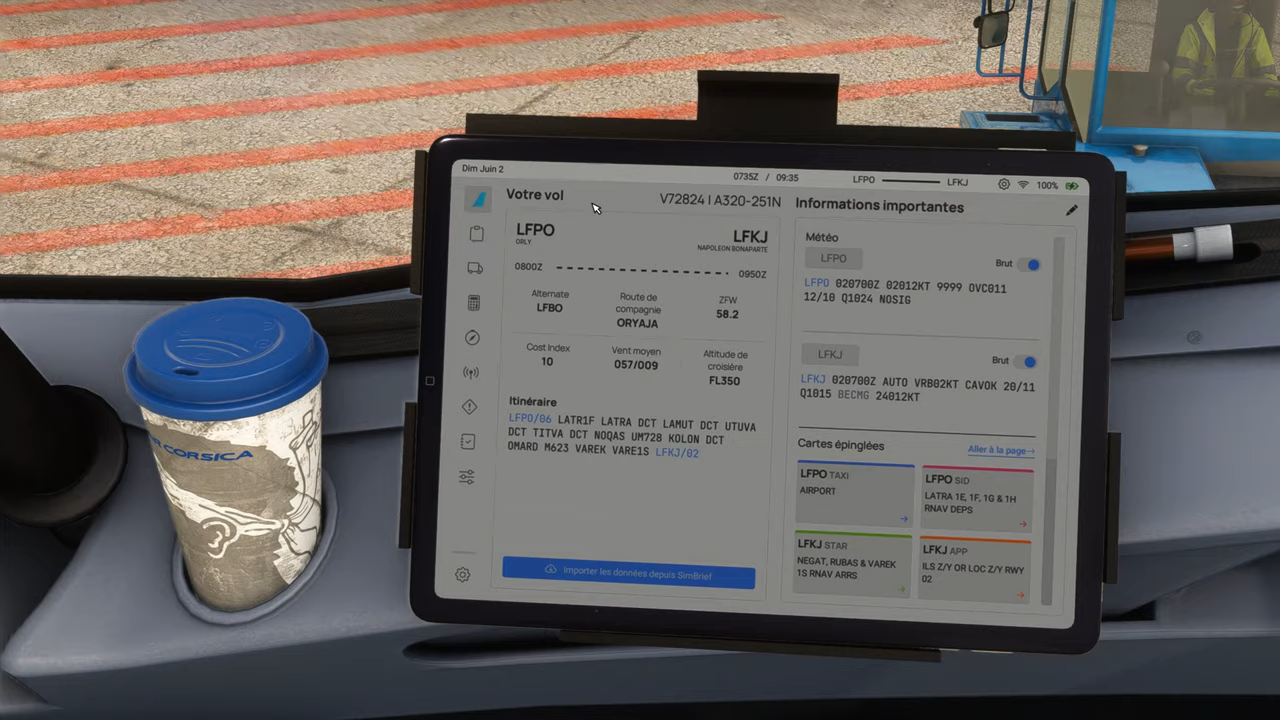 Dim Juin 2
0735Z / 09:35
LFPO LFKJ
100%
Votre vol
V72824 | A320-251N
LFPO
ORLY
LFKJ
NAPOLEON BONAPARTE
0800Z
0950Z
Alternate
LFBO
Route de
compagnie
ORYAJA
ZFW
58.2
Cost Index
10
Vent moyen
057/009
Altitude de
croisière
FL350
Itinéraire
LFPO/06 LATR1F LATRA DCT LAMUT DCT UTUVA
DCT TITVA DCT NOQAS UM728 KOLON DCT
OMARD M623 VAREK VARE1S LFKJ/02
Importer les données depuis SimBrief
Informations importantes
Météo
LFPO
Brut
LFPO 020700Z 02012KT 9999 OVC011
12/10 Q1024 NOSIG
LFKJ
Brut
LFKJ 020700Z AUTO VRB02KT CAVOK 20/11
Q1015 BECMG 24012KT
Cartes épinglées
Aller à la page→
LFPO TAXI
AIRPORT
LFPO SID
LATRA 1E, 1F, 1G & 1H
RNAV DEPS
LFKJ STAR
NEGAT, RUBAS & VAREK
1S RNAV ARRS
LFKJ APP
ILS Z/Y OR LOC Z/Y RWY
02
CORSICA